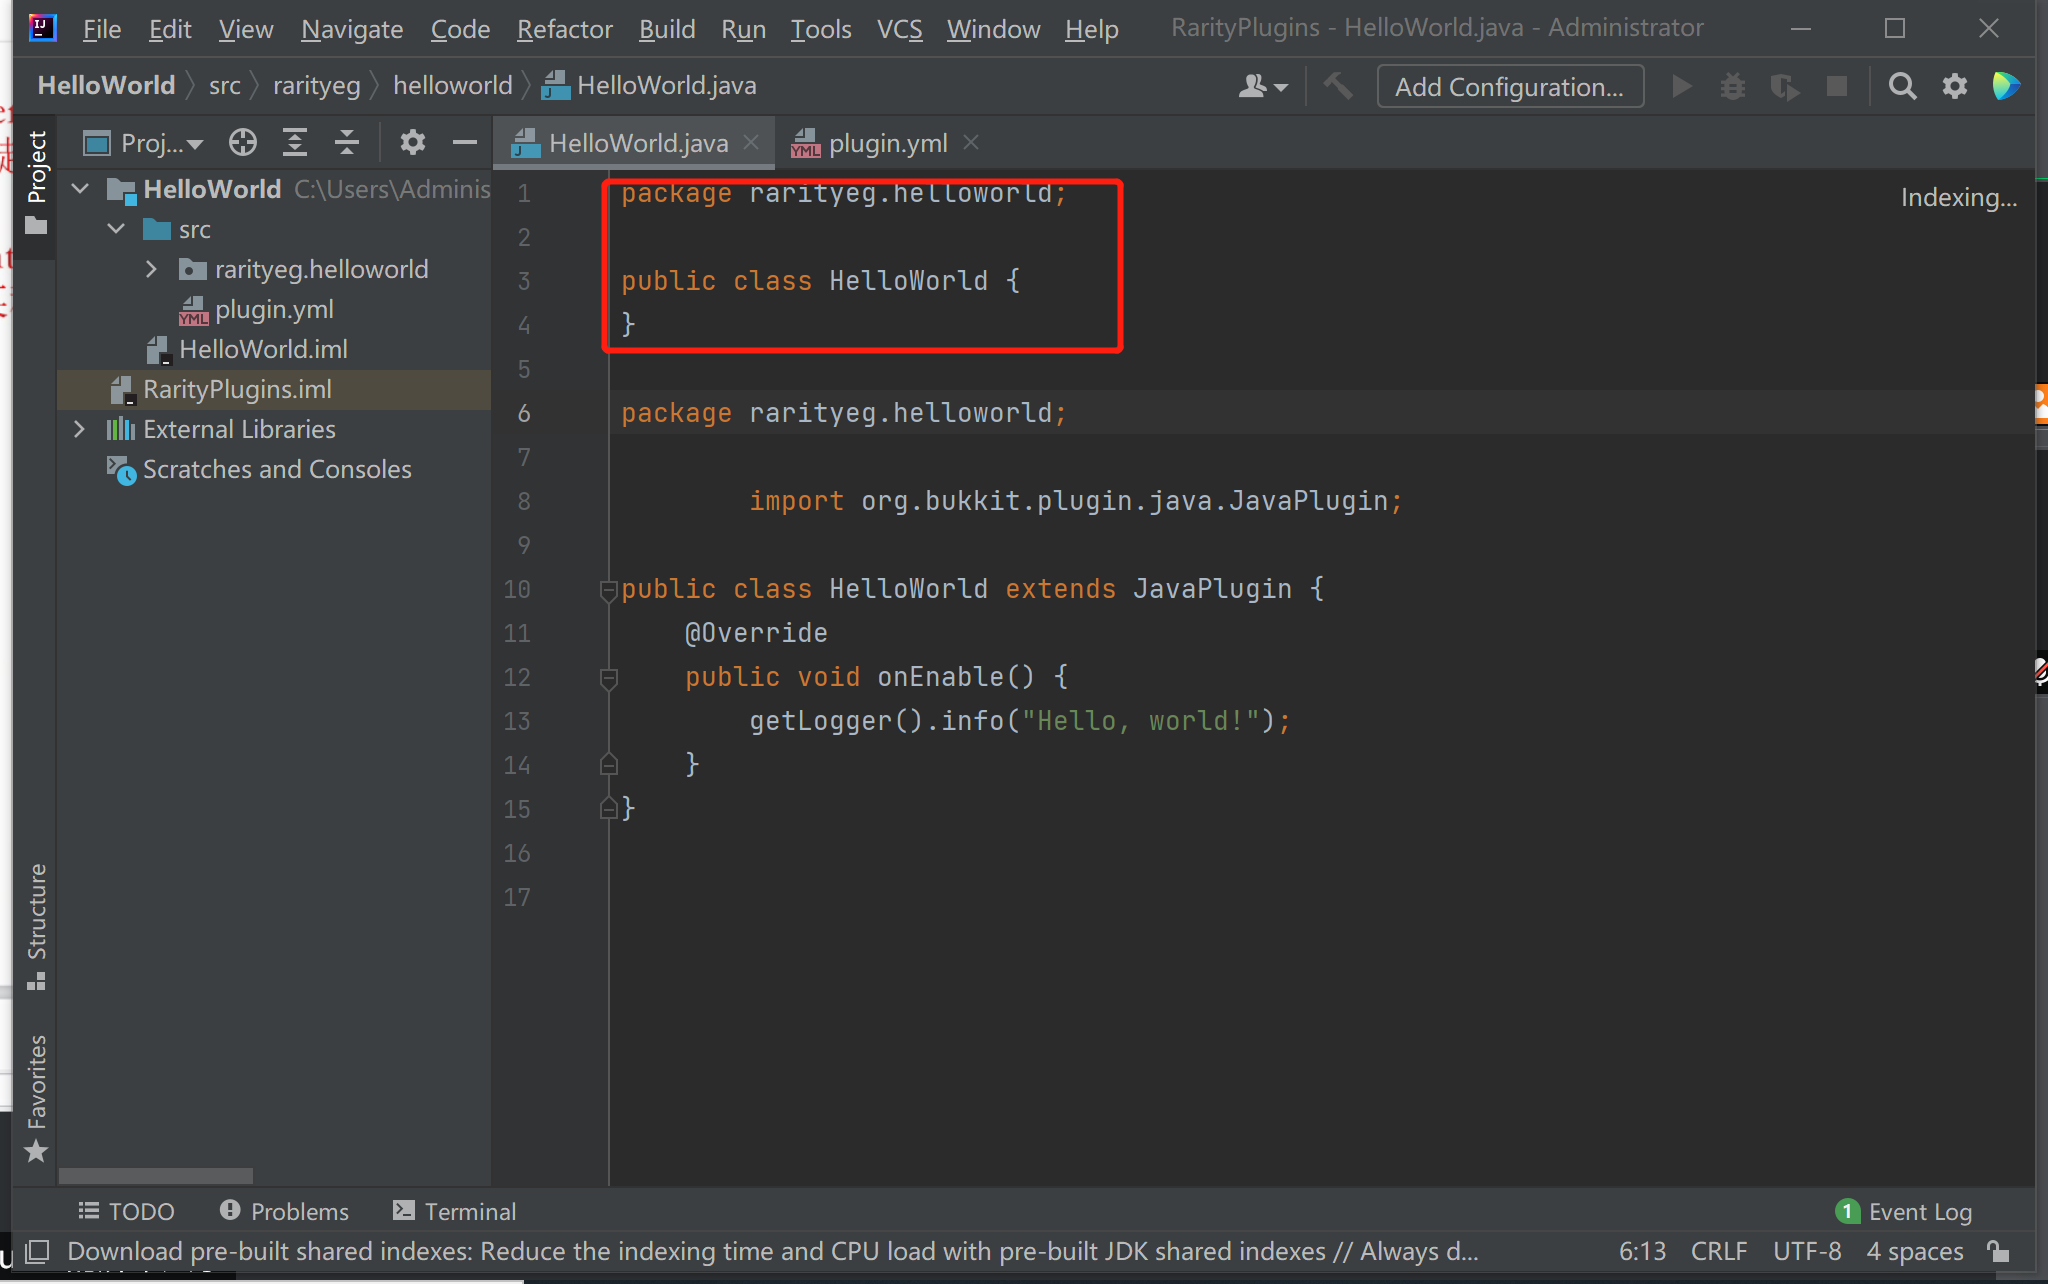 File Edit View Navigate Code Refactor Build Run Tools VCS Window Help RarityPlugins - HelloWorld.java - Administrator
HelloWorld src rarityeg helloworld HelloWorld.java Add Configuration...
Project
Proj...
HelloWorld.java plugin.yml
HelloWorld C:\Users\Adminis
src
rarityeg.helloworld
plugin.yml
HelloWorld.iml
RarityPlugins.iml
External Libraries
Scratches and Consoles
Indexing...
1 package rarityeg.helloworld;
2
3 public class HelloWorld {
4 }
5
6 package rarityeg.helloworld;
7
8 import org.bukkit.plugin.java.JavaPlugin;
9
10 public class HelloWorld extends JavaPlugin {
11 @Override
12 public void onEnable() {
13 getLogger().info("Hello, world!");
14 }
15 }
16
17
Structure
Favorites
TODO Problems Terminal 1 Event Log
Download pre-built shared indexes: Reduce the indexing time and CPU load with pre-built JDK shared indexes // Always d... 6:13 CRLF UTF-8 4 spaces